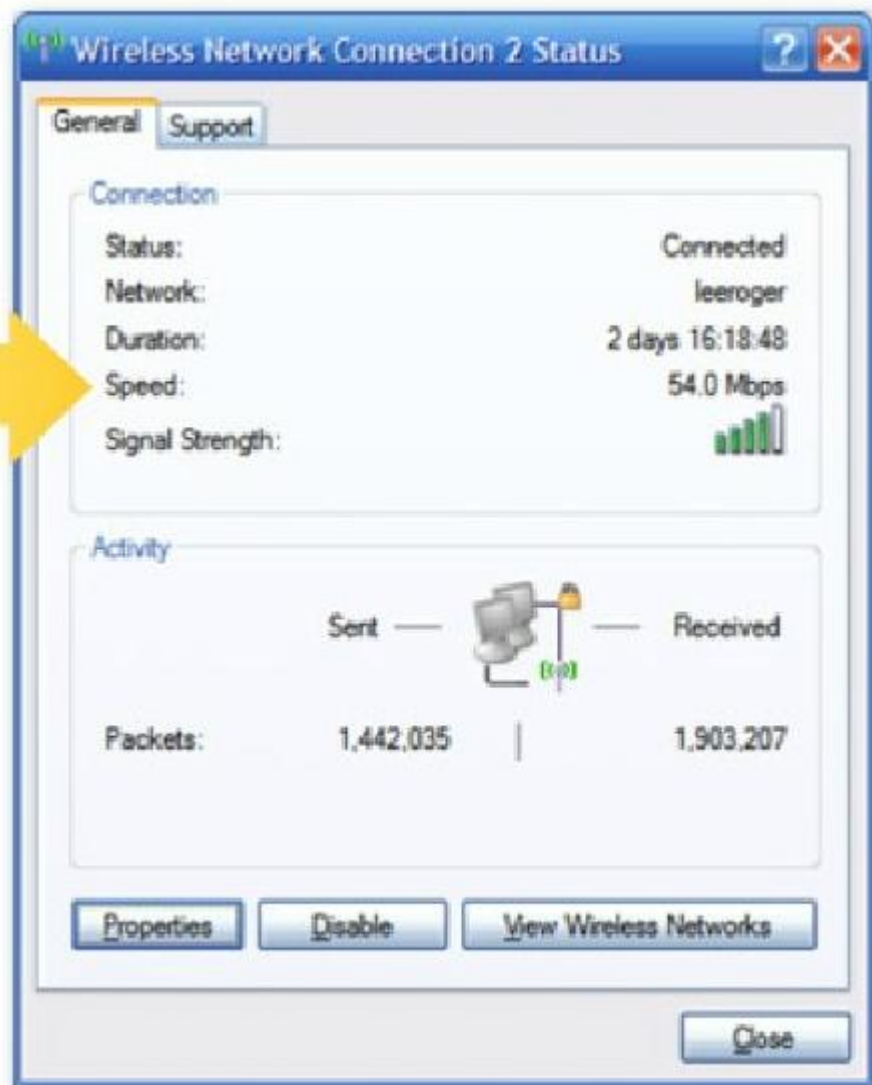 Wireless Network Connection 2 Status
General Support
Connection
Status: Connected
Network: leeroger
Duration: 2 days 16:18:48
Speed: 54.0 Mbps
Signal Strength:
Activity
Sent Received
Packets: 1,442,035 1,903,207
Properties Disable View Wireless Networks
Close